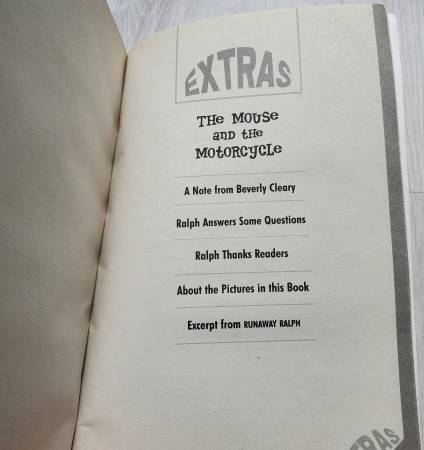 EXTRAS
THE MOUSE
AND THE
MOTORCYCLE
A Note from Beverly Cleary
Ralph Answers Some Questions
Ralph Thanks Readers
About the Pictures in this Book
Excerpt from RUNAWAY RALPH